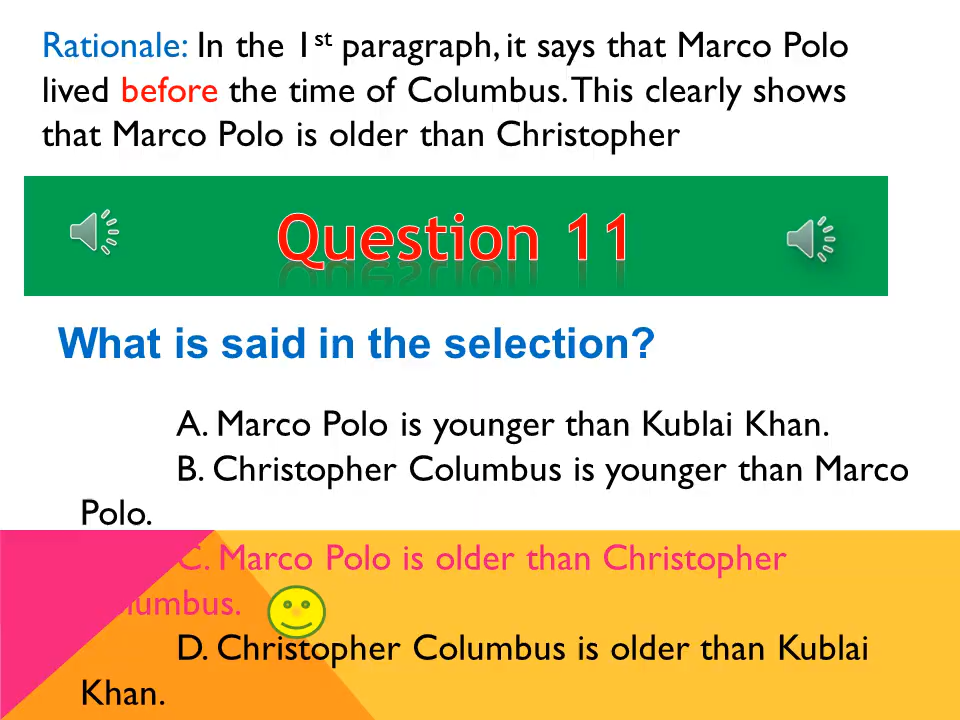 Rationale: In the 1st paragraph, it says that Marco Polo
lived before the time of Columbus. This clearly shows
that Marco Polo is older than Christopher
Question 11
What is said in the selection?
A. Marco Polo is younger than Kublai Khan.
B. Christopher Columbus is younger than Marco
Polo.
C. Marco Polo is older than Christopher
Columbus.
D. Christopher Columbus is older than Kublai
Khan.